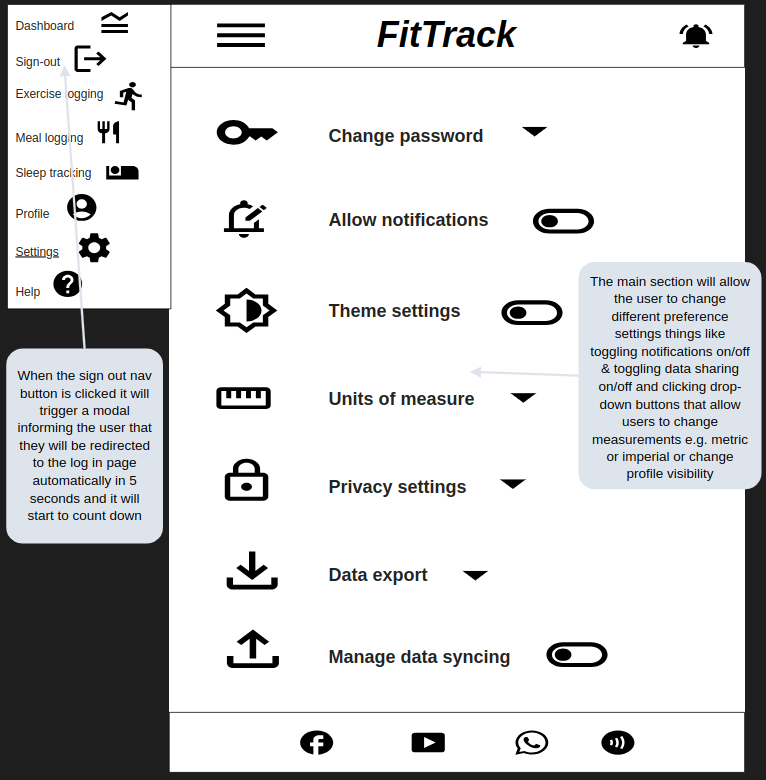 Dashboard
Sign-out
Exercise logging
Meal logging
Sleep tracking
Profile
Settings
Help
When the sign out nav
button is clicked it will
trigger a modal
informing the user that
they will be redirected
to the log in page
automatically in 5
seconds and it will
start to count down
FitTrack
Change password
Allow notifications
Theme settings
Units of measure
Privacy settings
Data export
Manage data syncing
The main section will allow
the user to change
different preference
settings things like
toggling notifications on/off
& toggling data sharing
on/off and clicking drop-
down buttons that allow
users to change
measurements e.g. metric
or imperial or change
profile visibility